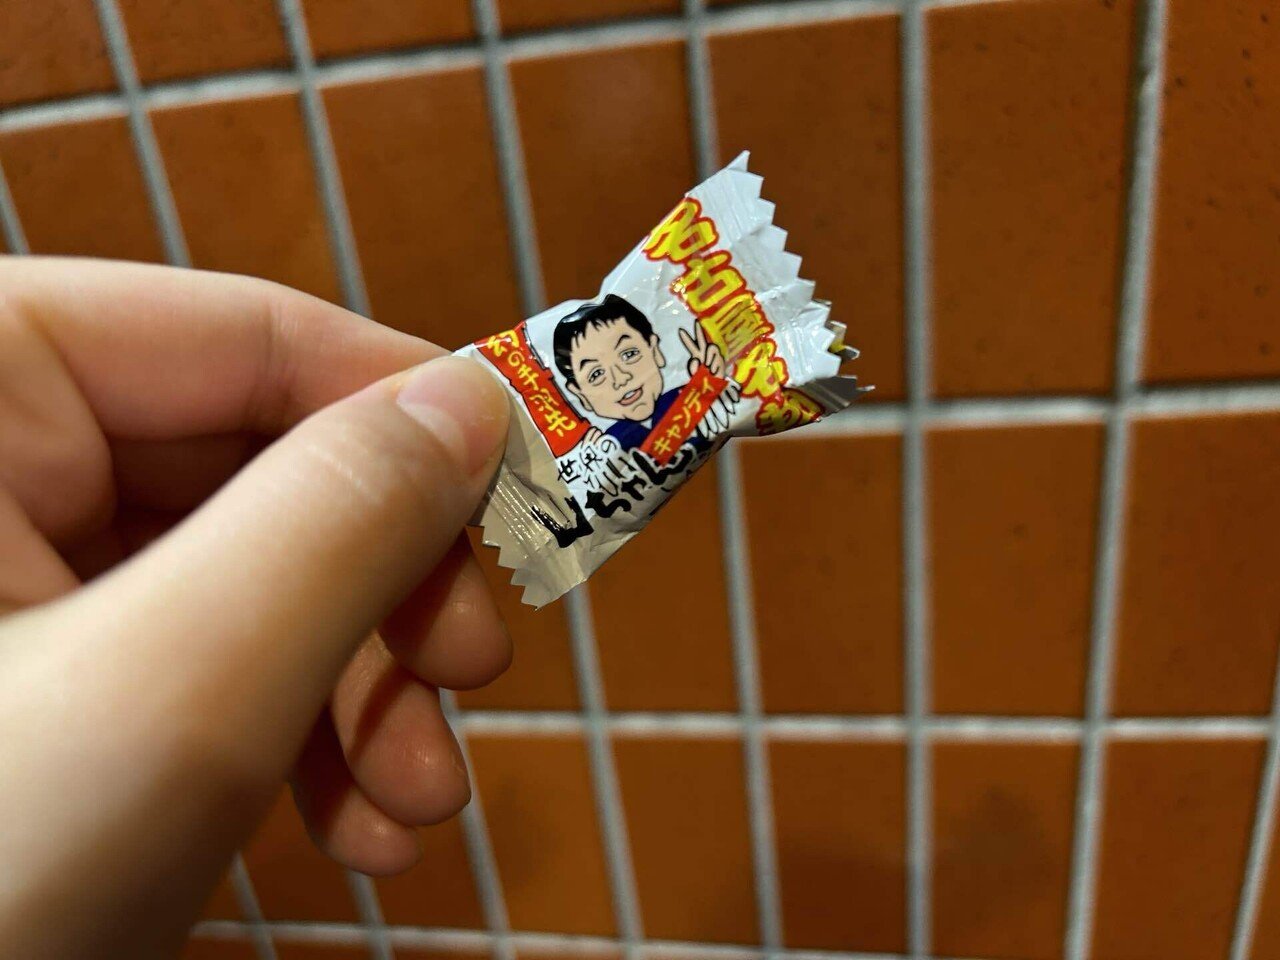 名古屋名物
幻の手羽先
キャンディ
世界の
山ちゃん